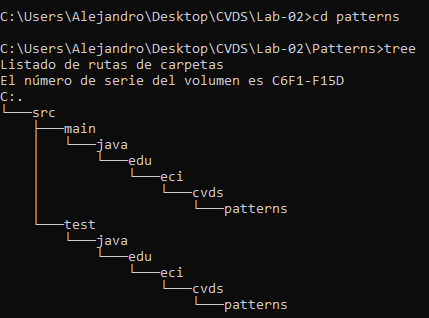 C:\Users\Alejandro\Desktop\CVDS\Lab-02>cd patterns
C:\Users\Alejandro\Desktop\CVDS\Lab-02\Patterns>tree
Listado de rutas de carpetas
El número de serie del volumen es C6F1-F15D
C:.
└───src
    ├───main
    │   └───java
    │       └───edu
    │           └───eci
    │               └───cvds
    │                   └───patterns
    └───test
        └───java
            └───edu
                └───eci
                    └───cvds
                        └───patterns